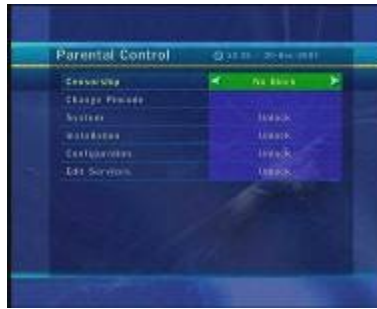 Parental Control
Censorship No Block
Change Pincode
System Unlock
Installation Unlock
Configuration Unlock
Edit Services Unlock